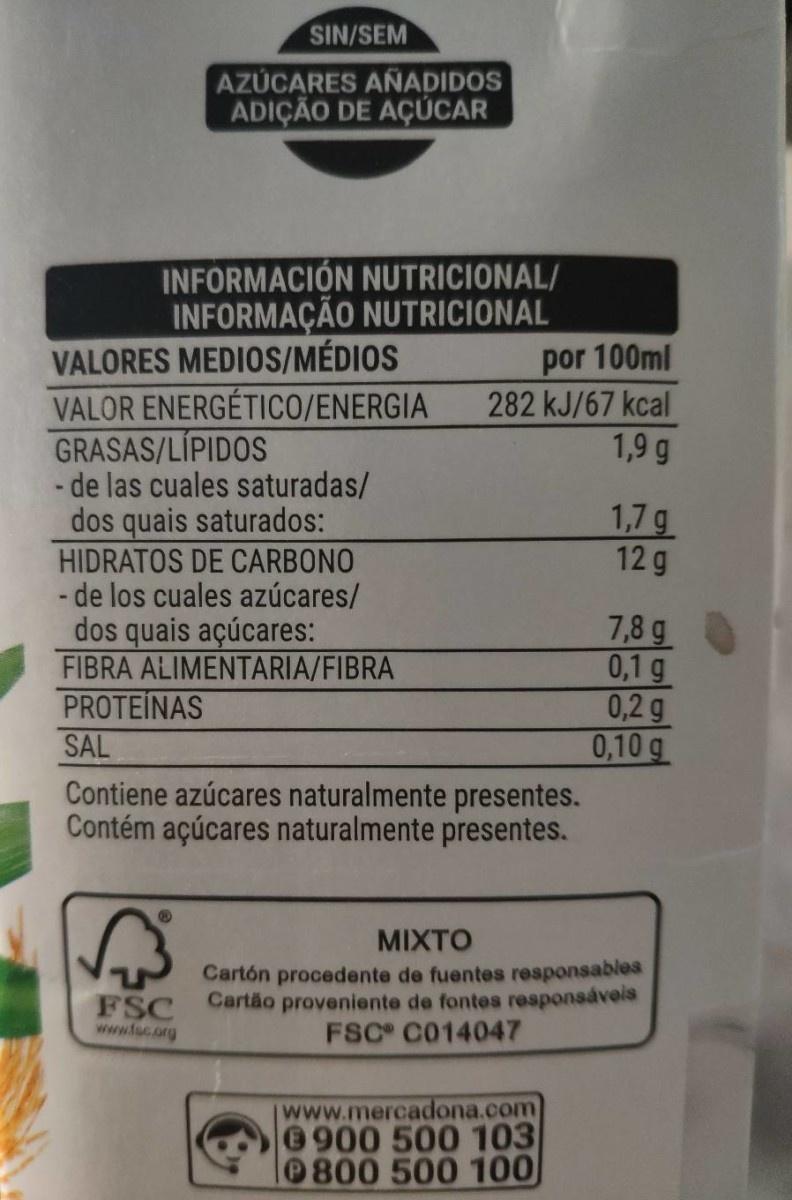 SIN/SEM
AZÚCARES AÑADIDOS
ADIÇÃO DE AÇÚCAR
INFORMACIÓN NUTRICIONAL/
INFORMAÇÃO NUTRICIONAL
VALORES MEDIOS/MÉDIOS por 100ml
VALOR ENERGÉTICO/ENERGIA 282 kJ/67 kcal
GRASAS/LÍPIDOS 1,9 g
- de las cuales saturadas/
dos quais saturados: 1,7 g
HIDRATOS DE CARBONO 12 g
- de los cuales azúcares/
dos quais açúcares: 7,8 g
FIBRA ALIMENTARIA/FIBRA 0,1 g
PROTEÍNAS 0,2 g
SAL 0,10 g
Contiene azúcares naturalmente presentes.
Contém açúcares naturalmente presentes.
®
FSC
www.fsc.org
MIXTO
Cartón procedente de fuentes responsables
Cartão proveniente de fontes responsáveis
FSC® C014047
www.mercadona.com
E 900 500 103
P 800 500 100